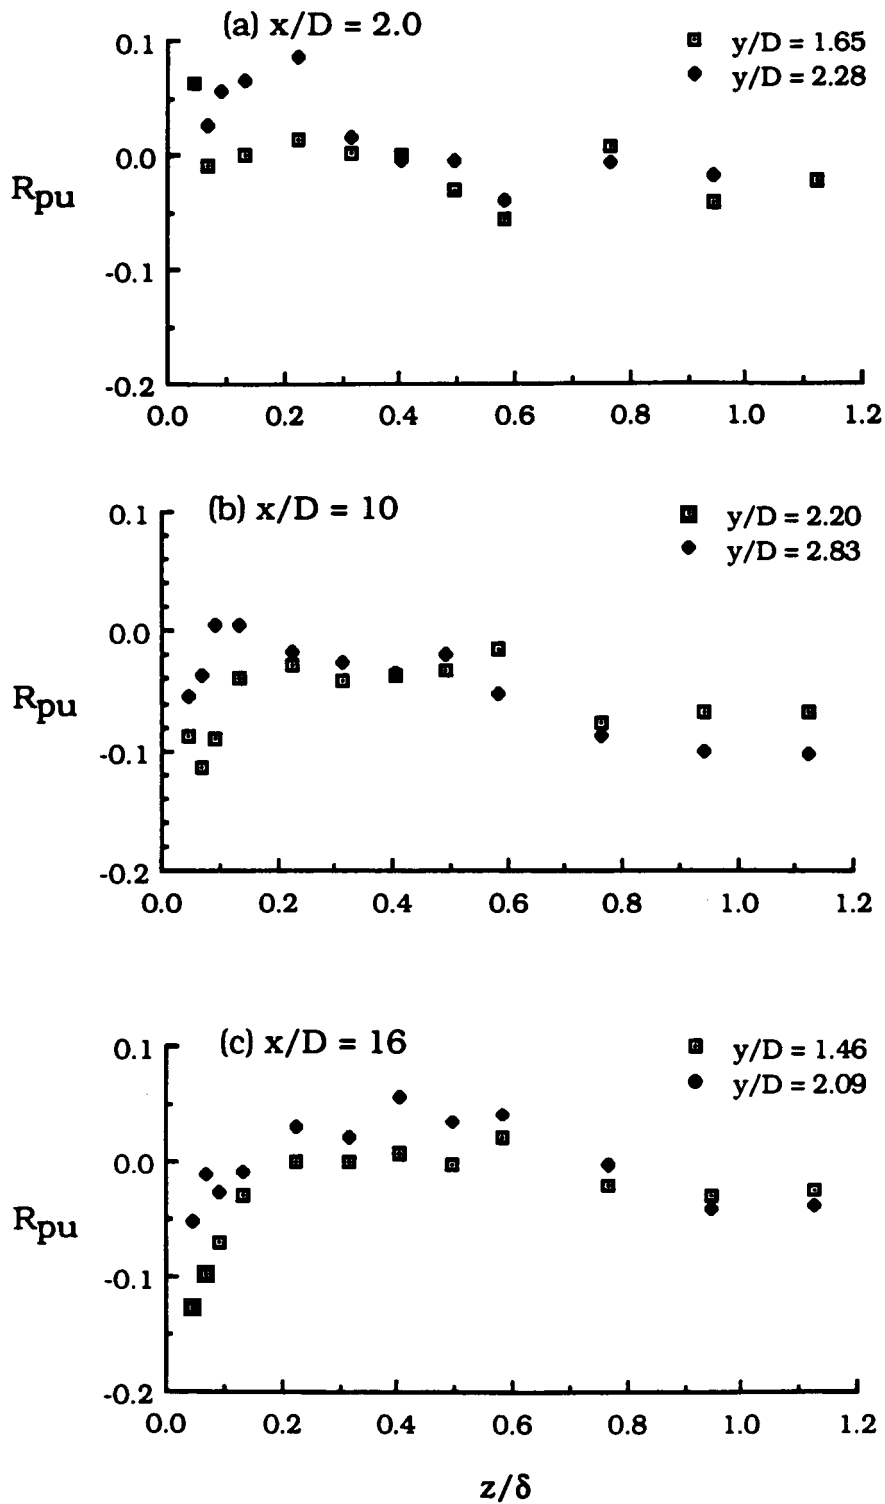 (a) x/D = 2.0
y/D = 1.65
y/D = 2.28
0.1
0.0
-0.1
-0.2
Rpu
0.0 0.2 0.4 0.6 0.8 1.0 1.2
(b) x/D = 10
y/D = 2.20
y/D = 2.83
0.1
0.0
-0.1
-0.2
Rpu
0.0 0.2 0.4 0.6 0.8 1.0 1.2
(c) x/D = 16
y/D = 1.46
y/D = 2.09
0.1
0.0
-0.1
-0.2
Rpu
0.0 0.2 0.4 0.6 0.8 1.0 1.2
z/δ